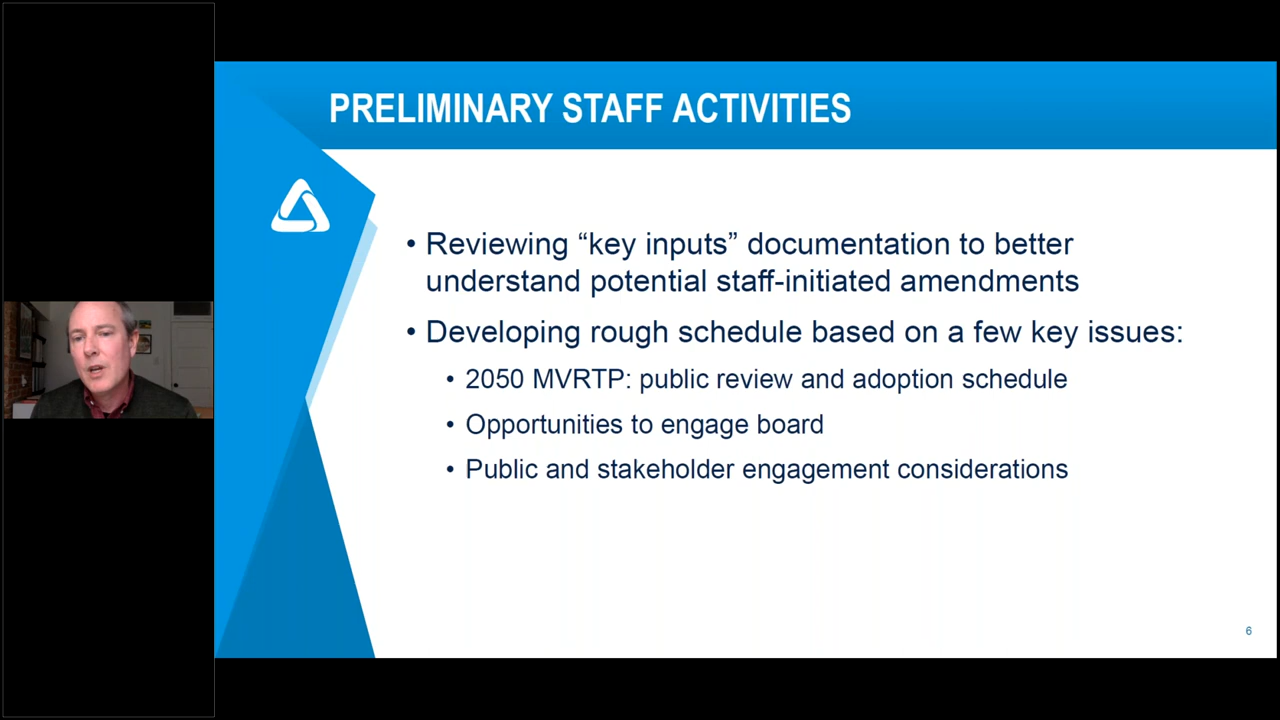 PRELIMINARY STAFF ACTIVITIES
• Reviewing “key inputs” documentation to better
understand potential staff-initiated amendments
• Developing rough schedule based on a few key issues:
• 2050 MVRTP: public review and adoption schedule
• Opportunities to engage board
• Public and stakeholder engagement considerations
6